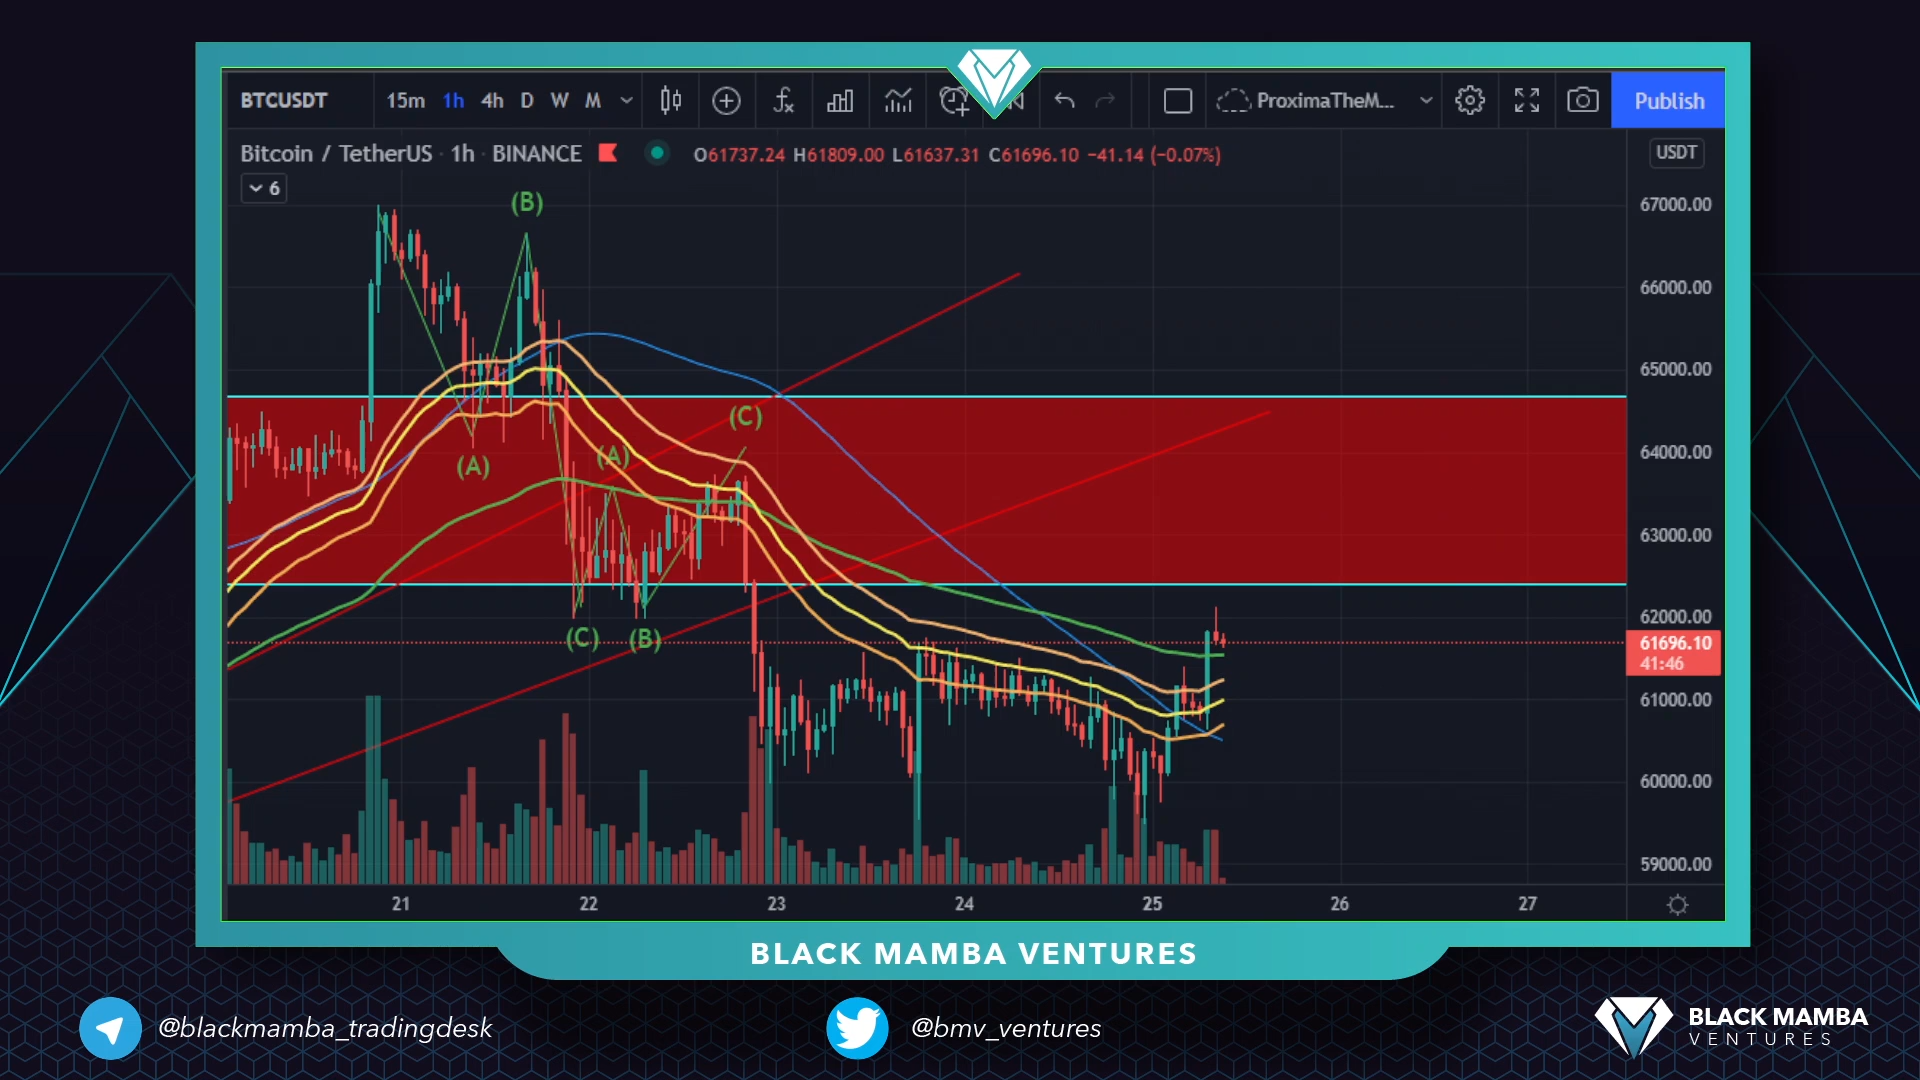 BTCUSDT 15m 1h 4h D W M ProximaTheM... Publish
Bitcoin / TetherUS · 1h · BINANCE O61737.24 H61809.00 L61637.31 C61696.10 −41.14 (−0.07%) USDT
6
(B)
67000.00
66000.00
65000.00
(C)
(A)
(A)
64000.00
63000.00
62000.00
(C)
(B)
61696.10
41:46
61000.00
60000.00
59000.00
21 22 23 24 25 26 27
BLACK MAMBA VENTURES
@blackmamba_tradingdesk
@bmv_ventures
BLACK MAMBA
VENTURES